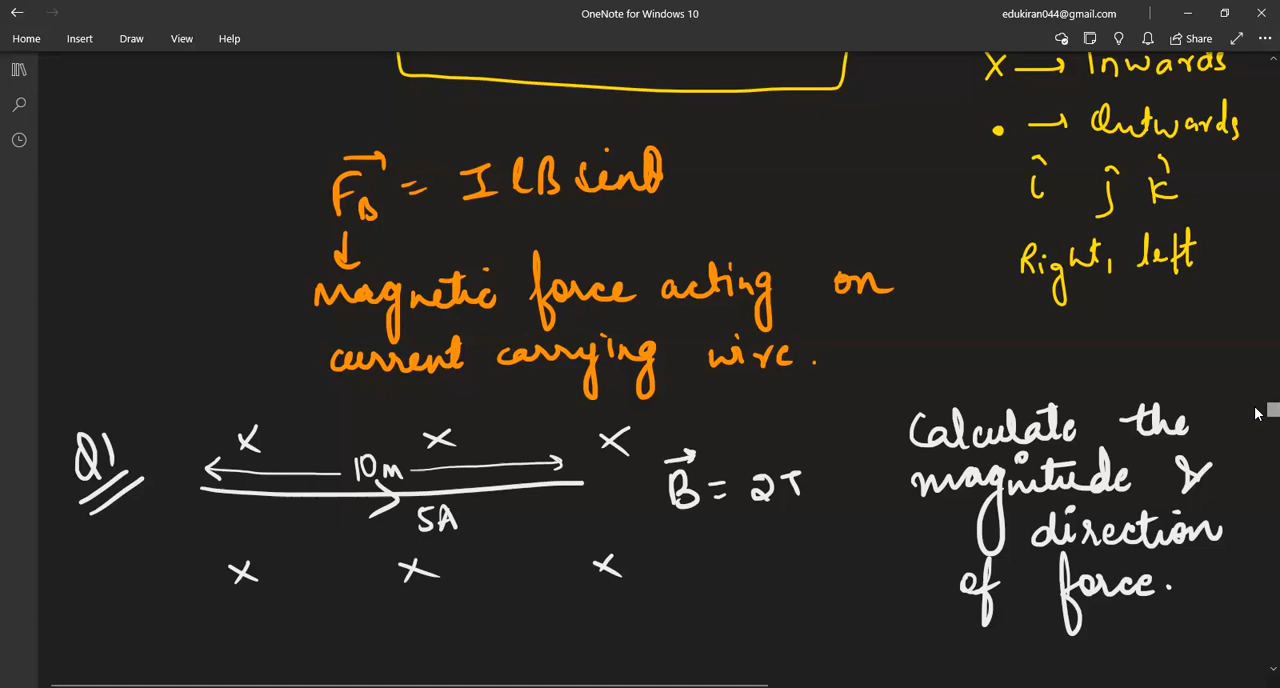 OneNote for Windows 10
edukiran044@gmail.com
Home Insert Draw View Help
Share
X → Inwards
• → Outwards
î ĵ k̂
Right, left
F⃗B = I l B sinθ
↓
magnetic force acting on
current carrying wire.
Q1
X X X
10m
5A
B⃗ = 2T
X X X
Calculate the
magnitude &
direction
of force.